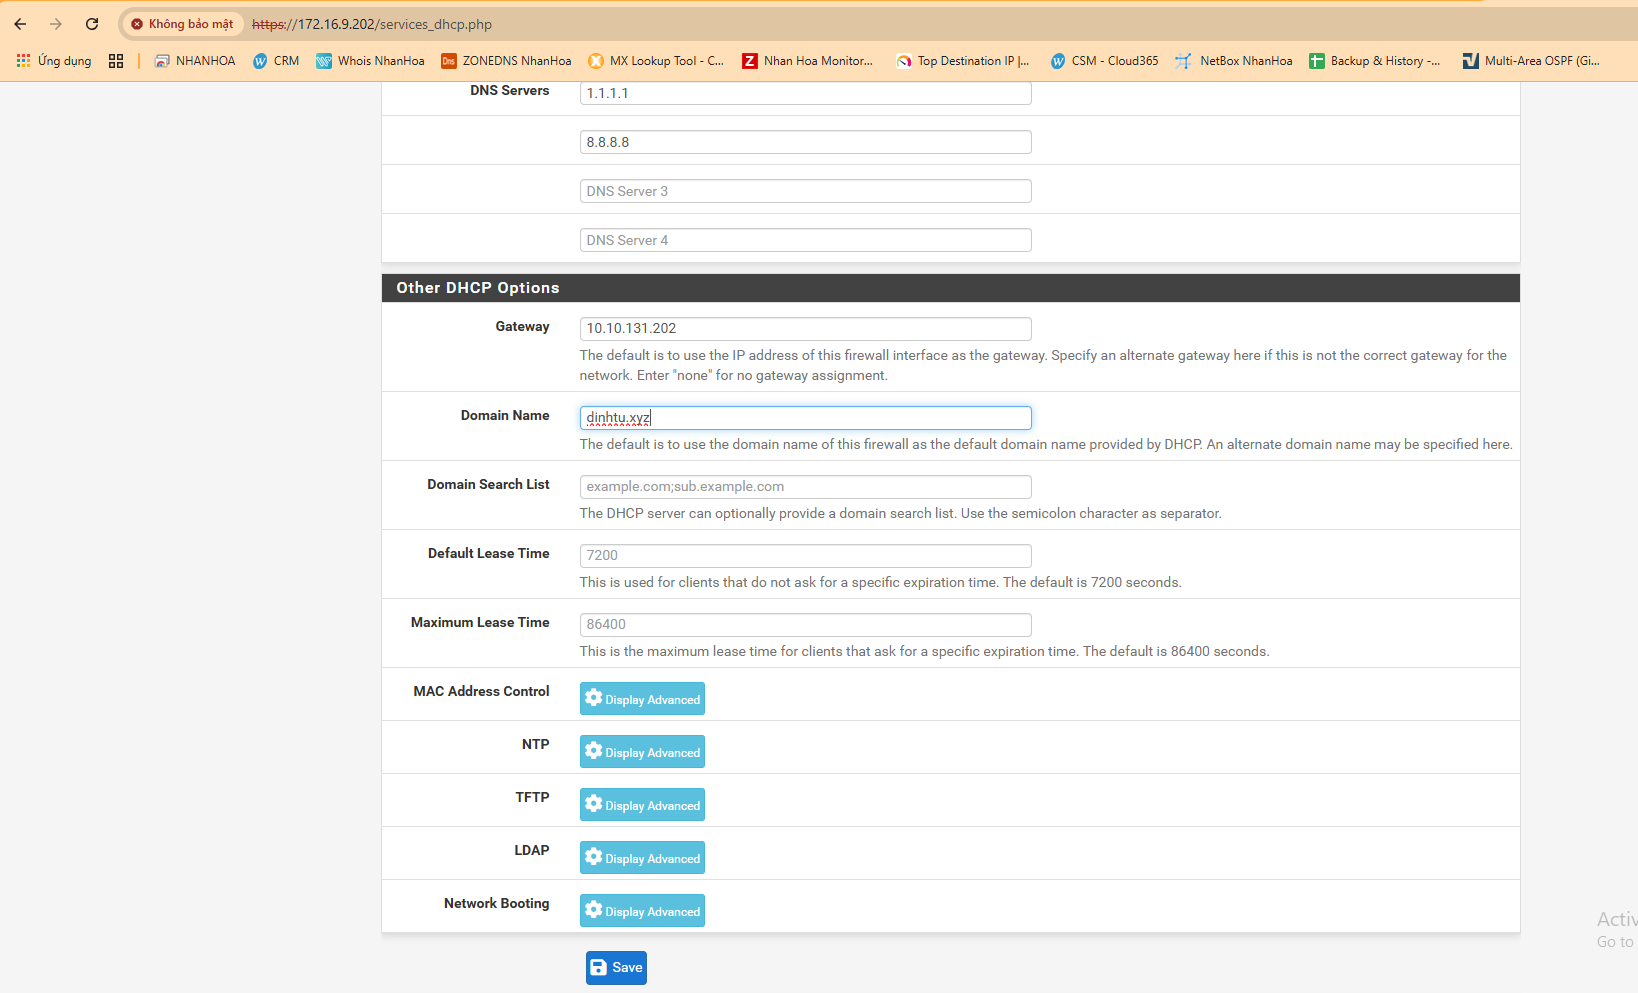 Không bảo mật https://172.16.9.202/services_dhcp.php
Ứng dụng NHANHOA CRM Whois NhanHoa Dns ZONEDNS NhanHoa MX Lookup Tool - C... Z Nhan Hoa Monitor... Top Destination IP |... CSM - Cloud365 NetBox NhanHoa Backup & History -... Multi-Area OSPF (Gi...
DNS Servers 1.1.1.1
8.8.8.8
DNS Server 3
DNS Server 4
Other DHCP Options
Gateway 10.10.131.202
The default is to use the IP address of this firewall interface as the gateway. Specify an alternate gateway here if this is not the correct gateway for the
network. Enter "none" for no gateway assignment.
Domain Name dinhtu.xyz
The default is to use the domain name of this firewall as the default domain name provided by DHCP. An alternate domain name may be specified here.
Domain Search List example.com;sub.example.com
The DHCP server can optionally provide a domain search list. Use the semicolon character as separator.
Default Lease Time 7200
This is used for clients that do not ask for a specific expiration time. The default is 7200 seconds.
Maximum Lease Time 86400
This is the maximum lease time for clients that ask for a specific expiration time. The default is 86400 seconds.
MAC Address Control Display Advanced
NTP Display Advanced
TFTP Display Advanced
LDAP Display Advanced
Network Booting Display Advanced
Activ
Go to
Save